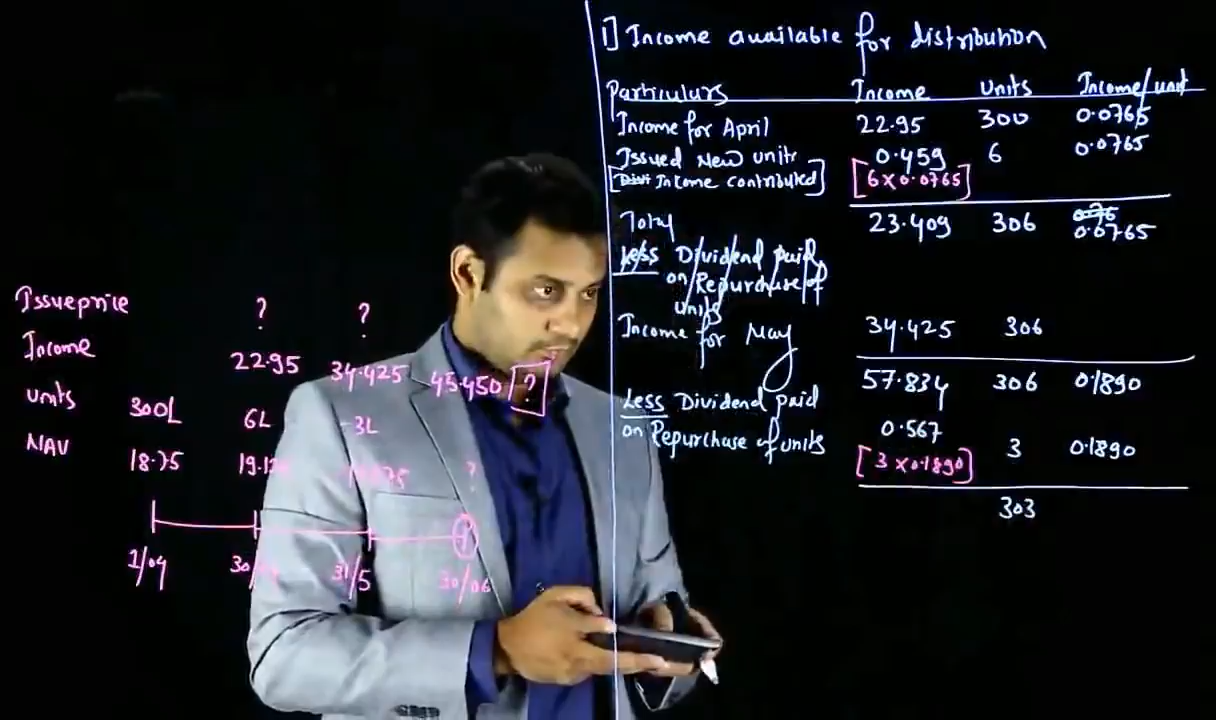 1] Income available for distribution
Particulars Income Units Income/unit
Income for April 22.95 300 0.0765
Issued New units 0.459 6 0.0765
[Income contributed] [6 x 0.0765]
Total 23.409 306 0.0765
Less Dividend paid
on Repurchase of
units
Income for May 34.425 306
57.834 306 0.1890
Less Dividend paid
on Repurchase of units 0.567 3 0.1890
[3 x 0.1890]
303
Issue price ? ?
Income 22.95 34.425 45.450 [?]
units 300L 6L -3L
NAV 18.75 ?
1/04 31/5 30/06